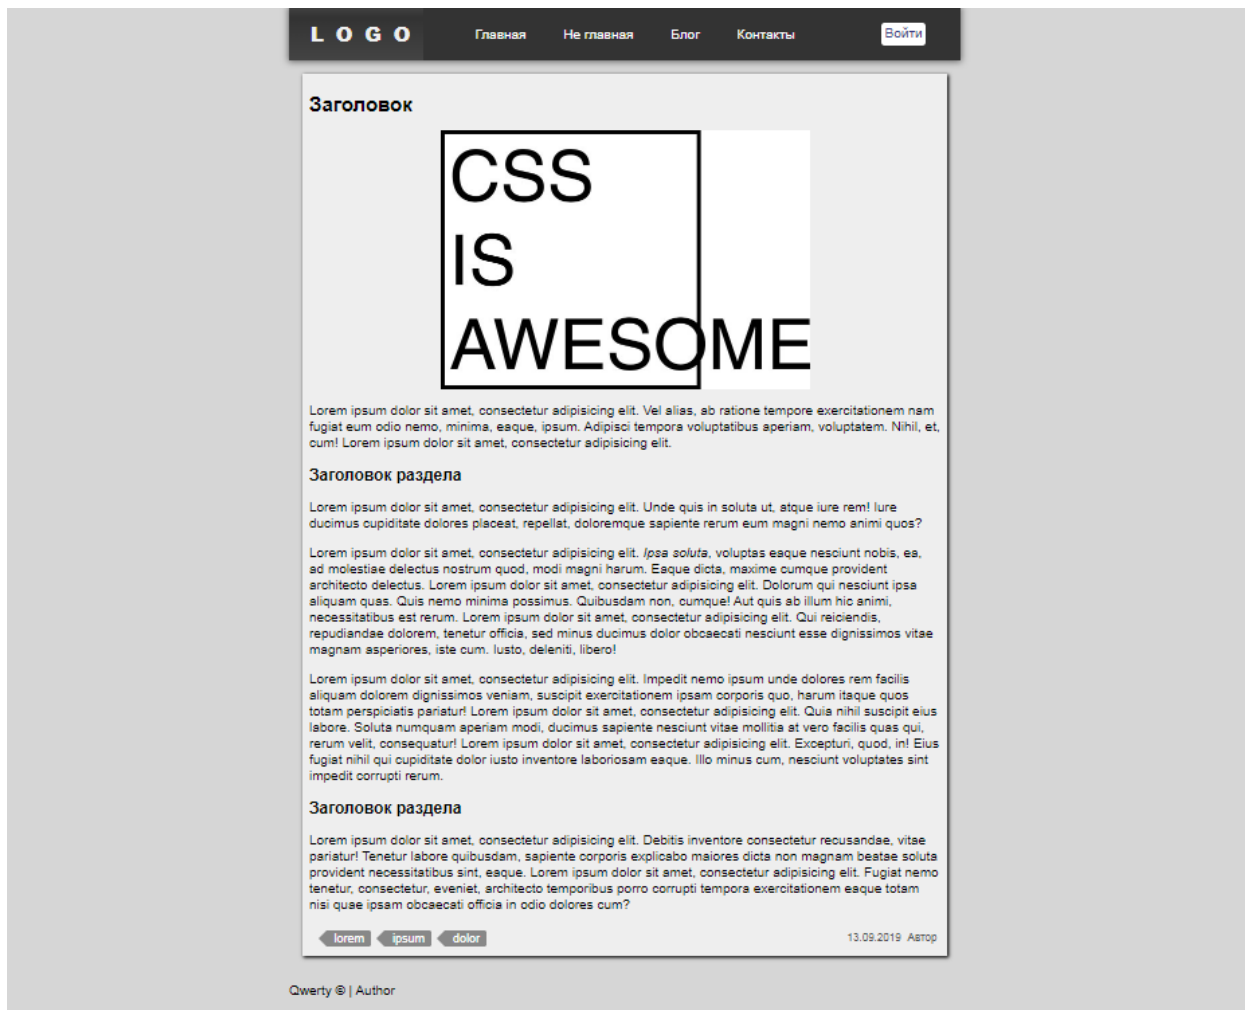 L O G O Главная Не главная Блог Контакты Войти
Заголовок
CSS
IS
AWESOME
Lorem ipsum dolor sit amet, consectetur adipisicing elit. Vel alias, ab ratione tempore exercitationem nam
fugiat eum odio nemo, minima, eaque, ipsum. Adipisci tempora voluptatibus aperiam, voluptatem. Nihil, et,
cum! Lorem ipsum dolor sit amet, consectetur adipisicing elit.
Заголовок раздела
Lorem ipsum dolor sit amet, consectetur adipisicing elit. Unde quis in soluta ut, atque iure rem! Iure
ducimus cupiditate dolores placeat, repellat, doloremque sapiente rerum eum magni nemo animi quos?
Lorem ipsum dolor sit amet, consectetur adipisicing elit. Ipsa soluta, voluptas eaque nesciunt nobis, ea,
ad molestiae delectus nostrum quod, modi magni harum. Eaque dicta, maxime cumque provident
architecto delectus. Lorem ipsum dolor sit amet, consectetur adipisicing elit. Dolorum qui nesciunt ipsa
aliquam quas. Quis nemo minima possimus. Quibusdam non, cumque! Aut quis ab illum hic animi,
necessitatibus est rerum. Lorem ipsum dolor sit amet, consectetur adipisicing elit. Qui reiciendis,
repudiandae dolorem, tenetur officia, sed minus ducimus dolor obcaecati nesciunt esse dignissimos vitae
magnam asperiores, iste cum. Iusto, deleniti, libero!
Lorem ipsum dolor sit amet, consectetur adipisicing elit. Impedit nemo ipsum unde dolores rem facilis
aliquam dolorem dignissimos veniam, suscipit exercitationem ipsam corporis quo, harum itaque quos
totam perspiciatis pariatur! Lorem ipsum dolor sit amet, consectetur adipisicing elit. Quia nihil suscipit eius
labore. Soluta numquam aperiam modi, ducimus sapiente nesciunt vitae mollitia at vero facilis quas qui,
rerum velit, consequatur! Lorem ipsum dolor sit amet, consectetur adipisicing elit. Excepturi, quod, in! Eius
fugiat nihil qui cupiditate dolor iusto inventore laboriosam eaque. Illo minus cum, nesciunt voluptates sint
impedit corrupti rerum.
Заголовок раздела
Lorem ipsum dolor sit amet, consectetur adipisicing elit. Debitis inventore consectetur recusandae, vitae
pariatur! Tenetur labore quibusdam, sapiente corporis explicabo maiores dicta non magnam beatae soluta
provident necessitatibus sint, eaque. Lorem ipsum dolor sit amet, consectetur adipisicing elit. Fugiat nemo
tenetur, consectetur, eveniet, architecto temporibus porro corrupti tempora exercitationem eaque totam
nisi quae ipsam obcaecati officia in odio dolores cum?
lorem ipsum dolor 13.09.2019 Автор
Qwerty © | Author